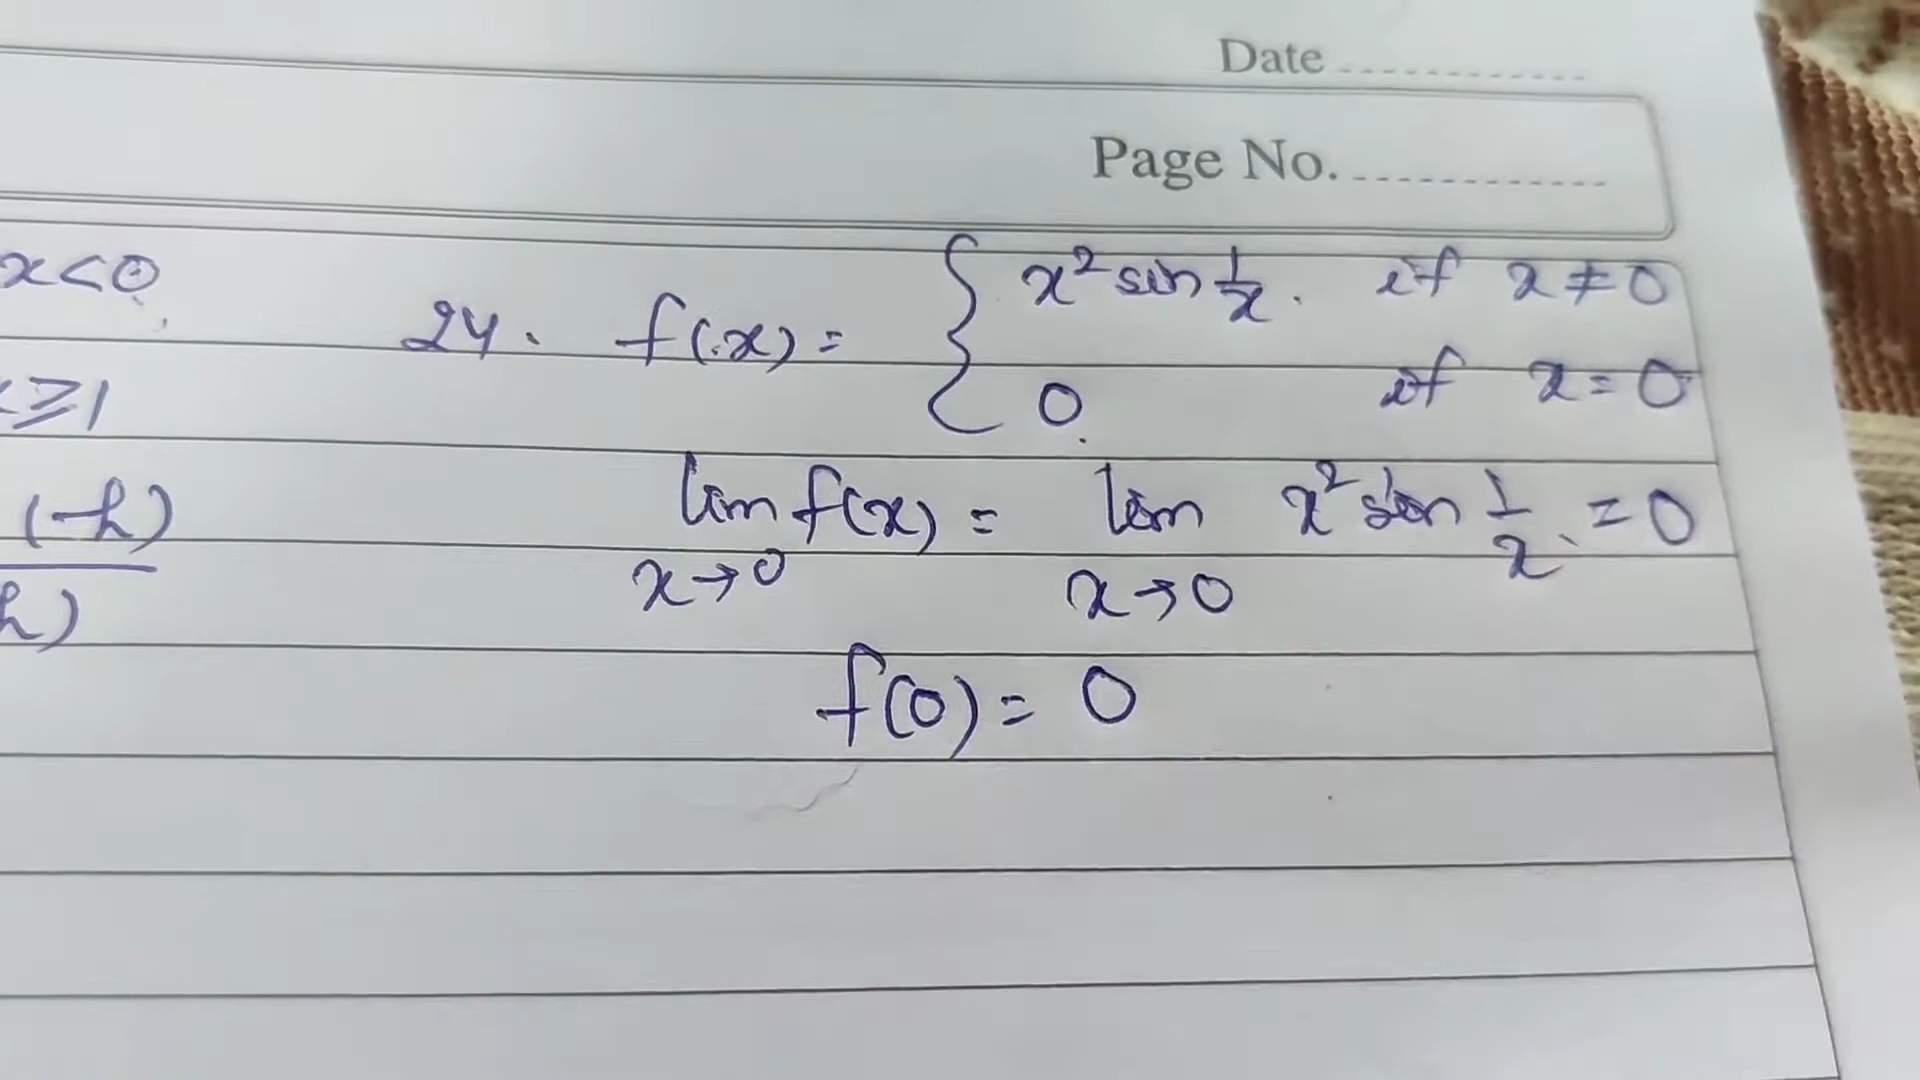 Date ............
Page No. ............
x<0
24. f(x) = { x² sin 1/x. if x ≠ 0
0. if x = 0
x ≥ 1
lim f(x) = lim x² sin 1/x. = 0
x→0 x→0
(-h)
h)
f(0) = 0